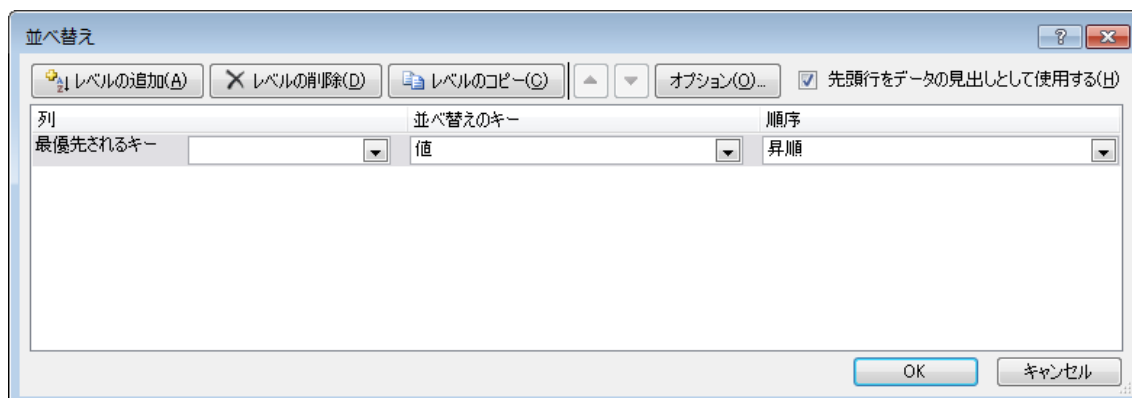 並べ替え
レベルの追加(A) レベルの削除(D) レベルのコピー(C) オプション(O)... 先頭行をデータの見出しとして使用する(H)
列 並べ替えのキー 順序
最優先されるキー 値 昇順
OK キャンセル